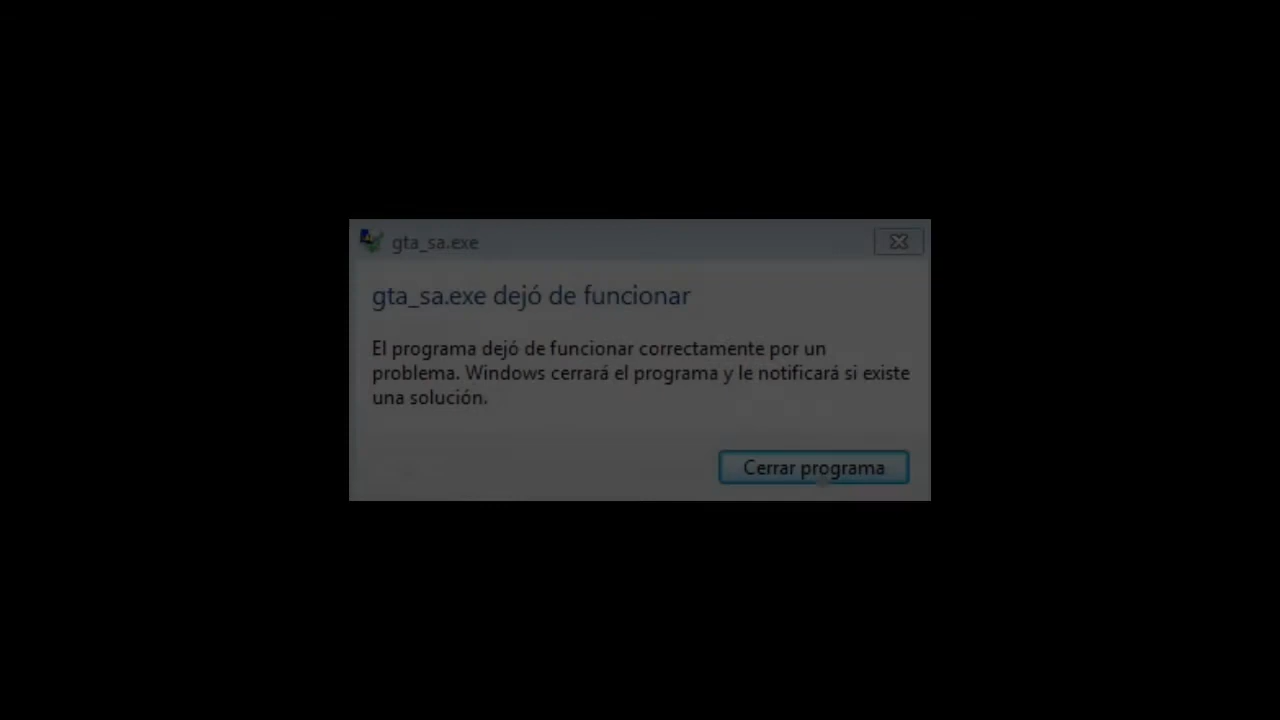 gta_sa.exe
gta_sa.exe dejó de funcionar
El programa dejó de funcionar correctamente por un
problema. Windows cerrará el programa y le notificará si existe
una solución.
Cerrar programa